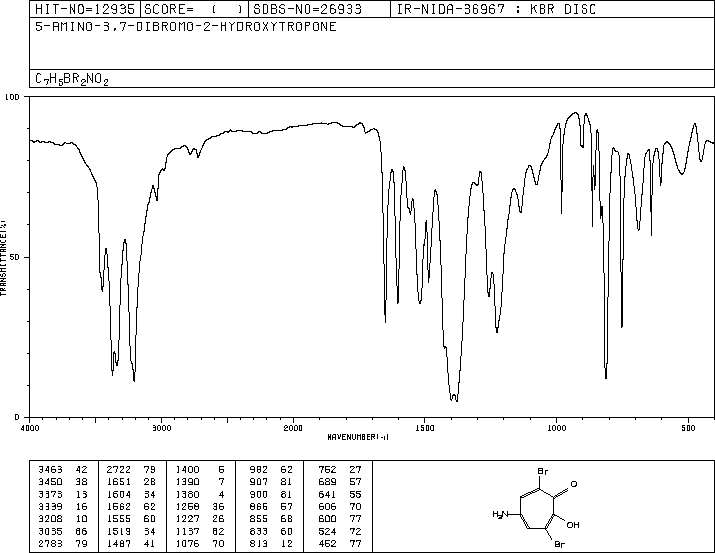 HIT-NO=12935 SCORE= ( ) SDBS-NO=26933 IR-NIDA-36967 : KBR DISC
5-AMINO-3,7-DIBROMO-2-HYDROXYTROPONE
C7H5BR2NO2
100
50
0
TRANSMITTANCE(%)
4000 3000 2000 1500 1000 500
WAVENUMBER(-1)
3463 42 2722 79 1400 5 982 62 752 27
3450 38 1651 28 1390 7 907 81 689 57
3373 13 1604 34 1380 4 900 81 641 55
3339 16 1562 62 1258 36 866 57 606 70
3208 10 1555 60 1227 26 855 68 600 77
3035 66 1519 34 1137 62 833 60 524 72
2783 79 1487 41 1076 70 813 12 452 77
Br
O
H2N
OH
Br